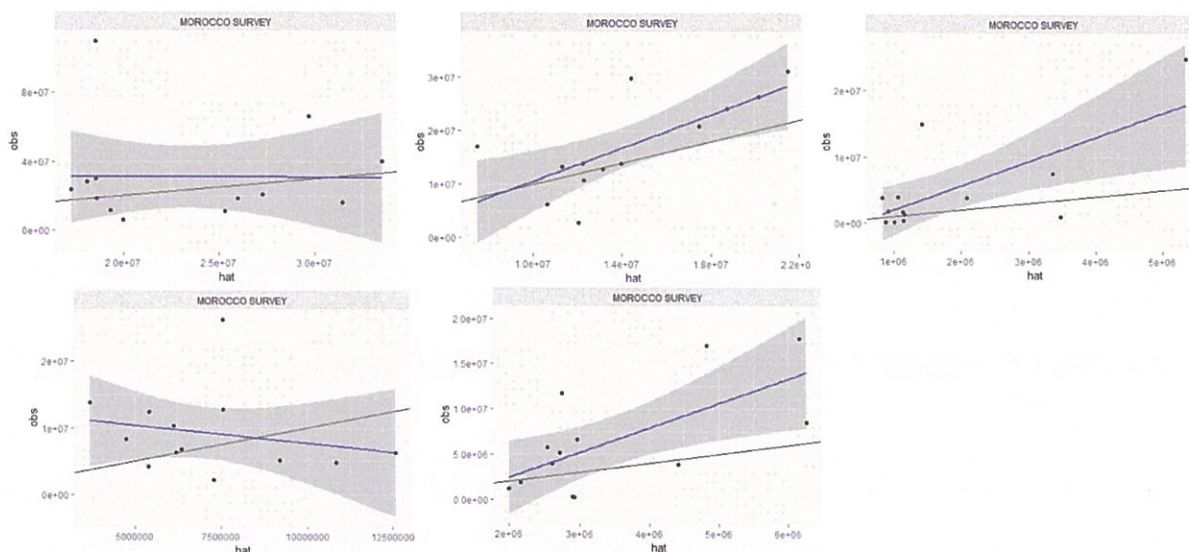 MOROCCO SURVEY
8e+07
4e+07
0e+00
obs
2.0e+07 2.5e+07 3.0e+07
hat
MOROCCO SURVEY
3e+07
2e+07
1e+07
0e+00
obs
1.0e+07 1.4e+07 1.8e+07 2.2e+0
hat
MOROCCO SURVEY
2e+07
1e+07
0e+00
obs
1e+06 2e+06 3e+06 4e+06 5e+06
hat
MOROCCO SURVEY
2e+07
1e+07
0e+00
obs
5000000 7500000 10000000 12500000
hat
MOROCCO SURVEY
2.0e+07
1.5e+07
1.0e+07
5.0e+06
0.0e+00
obs
2e+06 3e+06 4e+06 5e+06 6e+06
hat